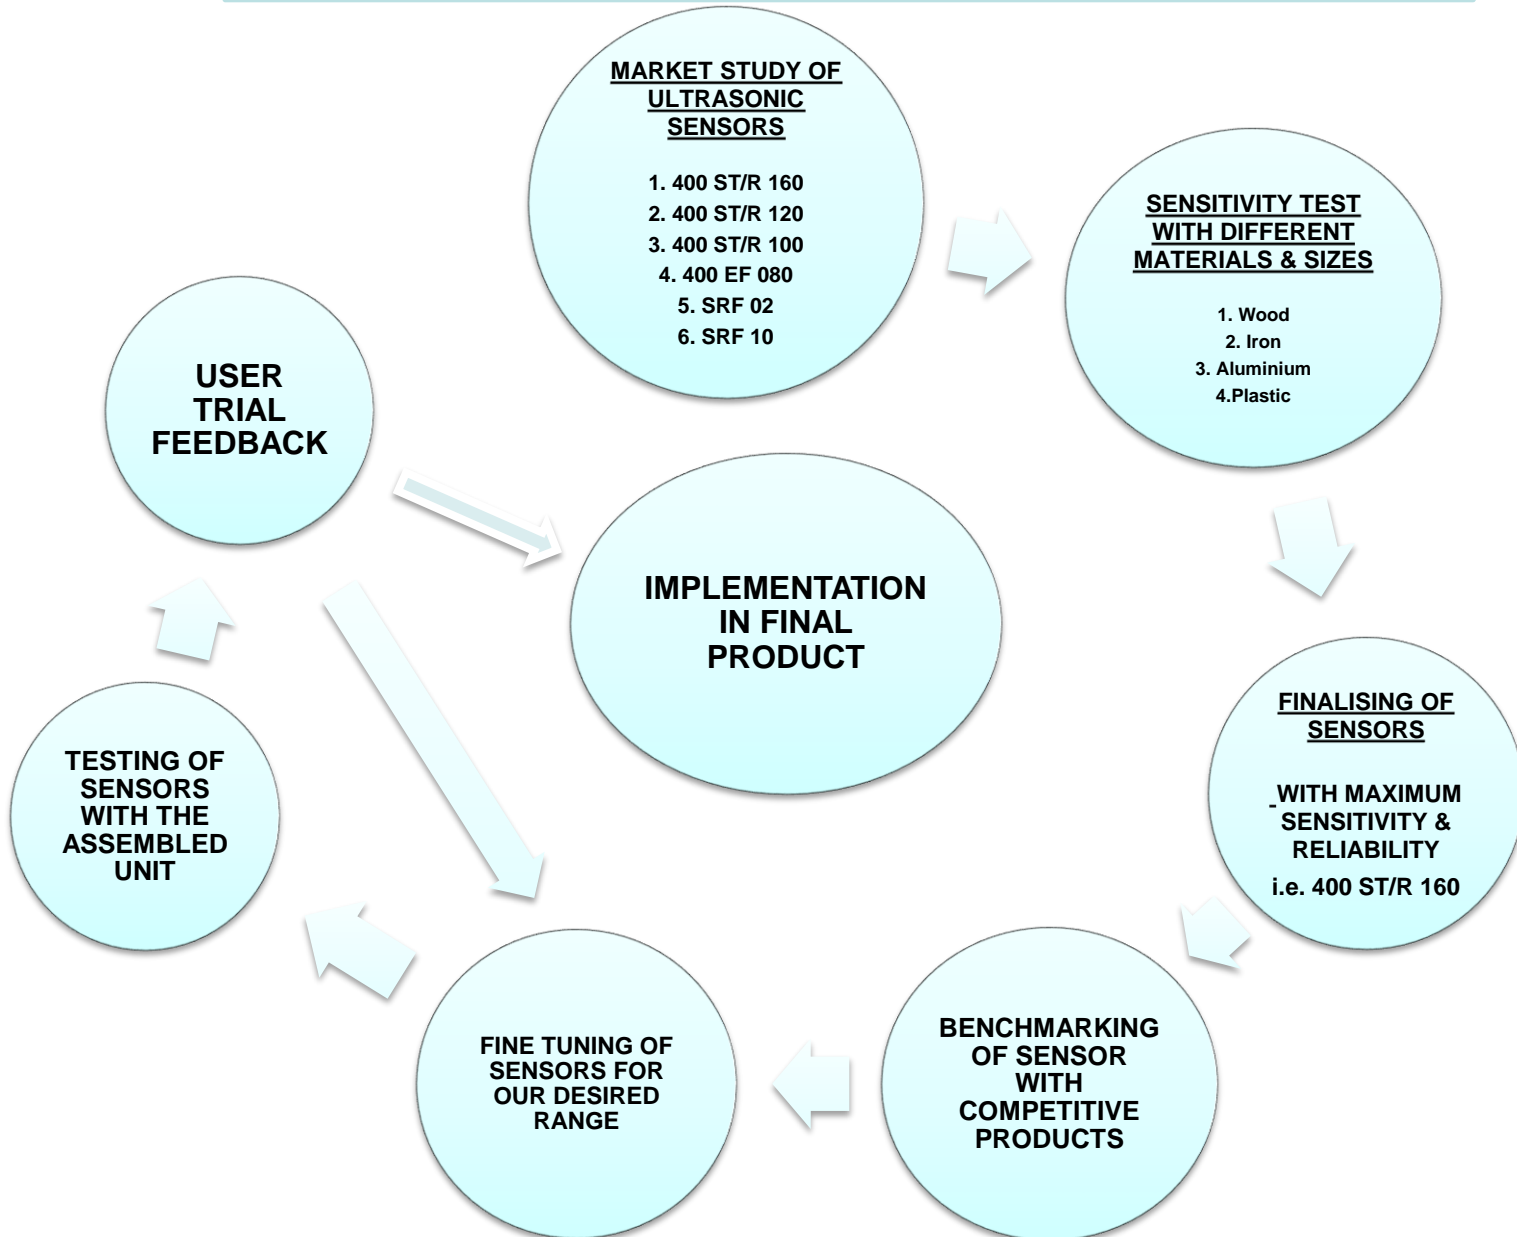 MARKET STUDY OF
ULTRASONIC
SENSORS
1. 400 ST/R 160
2. 400 ST/R 120
3. 400 ST/R 100
4. 400 EF 080
5. SRF 02
6. SRF 10
SENSITIVITY TEST
WITH DIFFERENT
MATERIALS & SIZES
1. Wood
2. Iron
3. Aluminium
4.Plastic
FINALISING OF
SENSORS
-WITH MAXIMUM
SENSITIVITY &
RELIABILITY
i.e. 400 ST/R 160
BENCHMARKING
OF SENSOR
WITH
COMPETITIVE
PRODUCTS
FINE TUNING OF
SENSORS FOR
OUR DESIRED
RANGE
TESTING OF
SENSORS
WITH THE
ASSEMBLED
UNIT
USER
TRIAL
FEEDBACK
IMPLEMENTATION
IN FINAL
PRODUCT